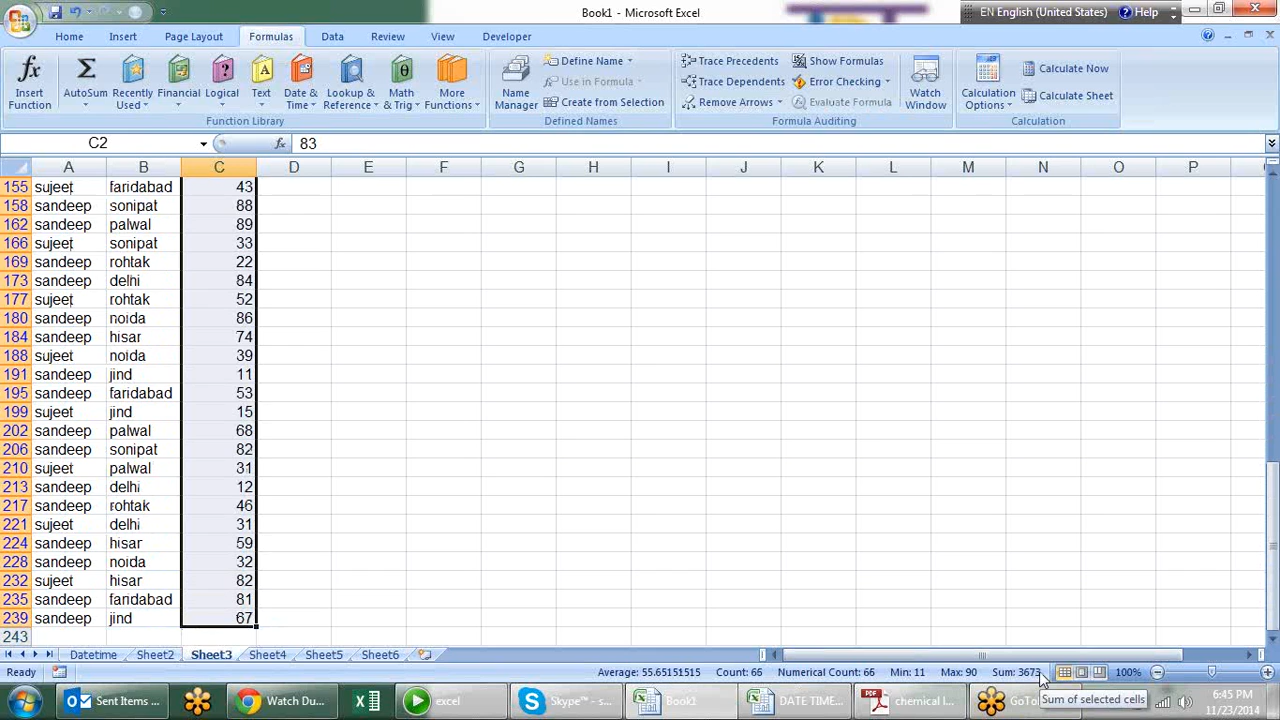 Book1 - Microsoft Excel
EN English (United States)
Help
Home Insert Page Layout Formulas Data Review View Developer
Insert Function
AutoSum
Recently Used
Financial
Logical
Text
Date & Time
Lookup & Reference
Math & Trig
More Functions
Function Library
Name Manager
Define Name
Use in Formula
Create from Selection
Defined Names
Trace Precedents
Trace Dependents
Remove Arrows
Show Formulas
Error Checking
Evaluate Formula
Formula Auditing
Watch Window
Calculation Options
Calculate Now
Calculate Sheet
Calculation
C2 fx 83
A B C D E F G H I J K L M N O P
155 sujeet faridabad 43
158 sandeep sonipat 88
162 sandeep palwal 89
166 sujeet sonipat 33
169 sandeep rohtak 22
173 sandeep delhi 84
177 sujeet rohtak 52
180 sandeep noida 86
184 sandeep hisar 74
188 sujeet noida 39
191 sandeep jind 11
195 sandeep faridabad 53
199 sujeet jind 15
202 sandeep palwal 68
206 sandeep sonipat 82
210 sujeet palwal 31
213 sandeep delhi 12
217 sandeep rohtak 46
221 sujeet delhi 31
224 sandeep hisar 59
228 sandeep noida 32
232 sujeet hisar 82
235 sandeep faridabad 81
239 sandeep jind 67
243
Datetime Sheet2 Sheet3 Sheet4 Sheet5 Sheet6
Ready Average: 55.65151515 Count: 66 Numerical Count: 66 Min: 11 Max: 90 Sum: 3673 100%
Sum of selected cells
Sent Items ... Watch Du... excel Skype™ - s... Book1 DATE TIME... chemical l... GoTo
6:45 PM
11/23/2014